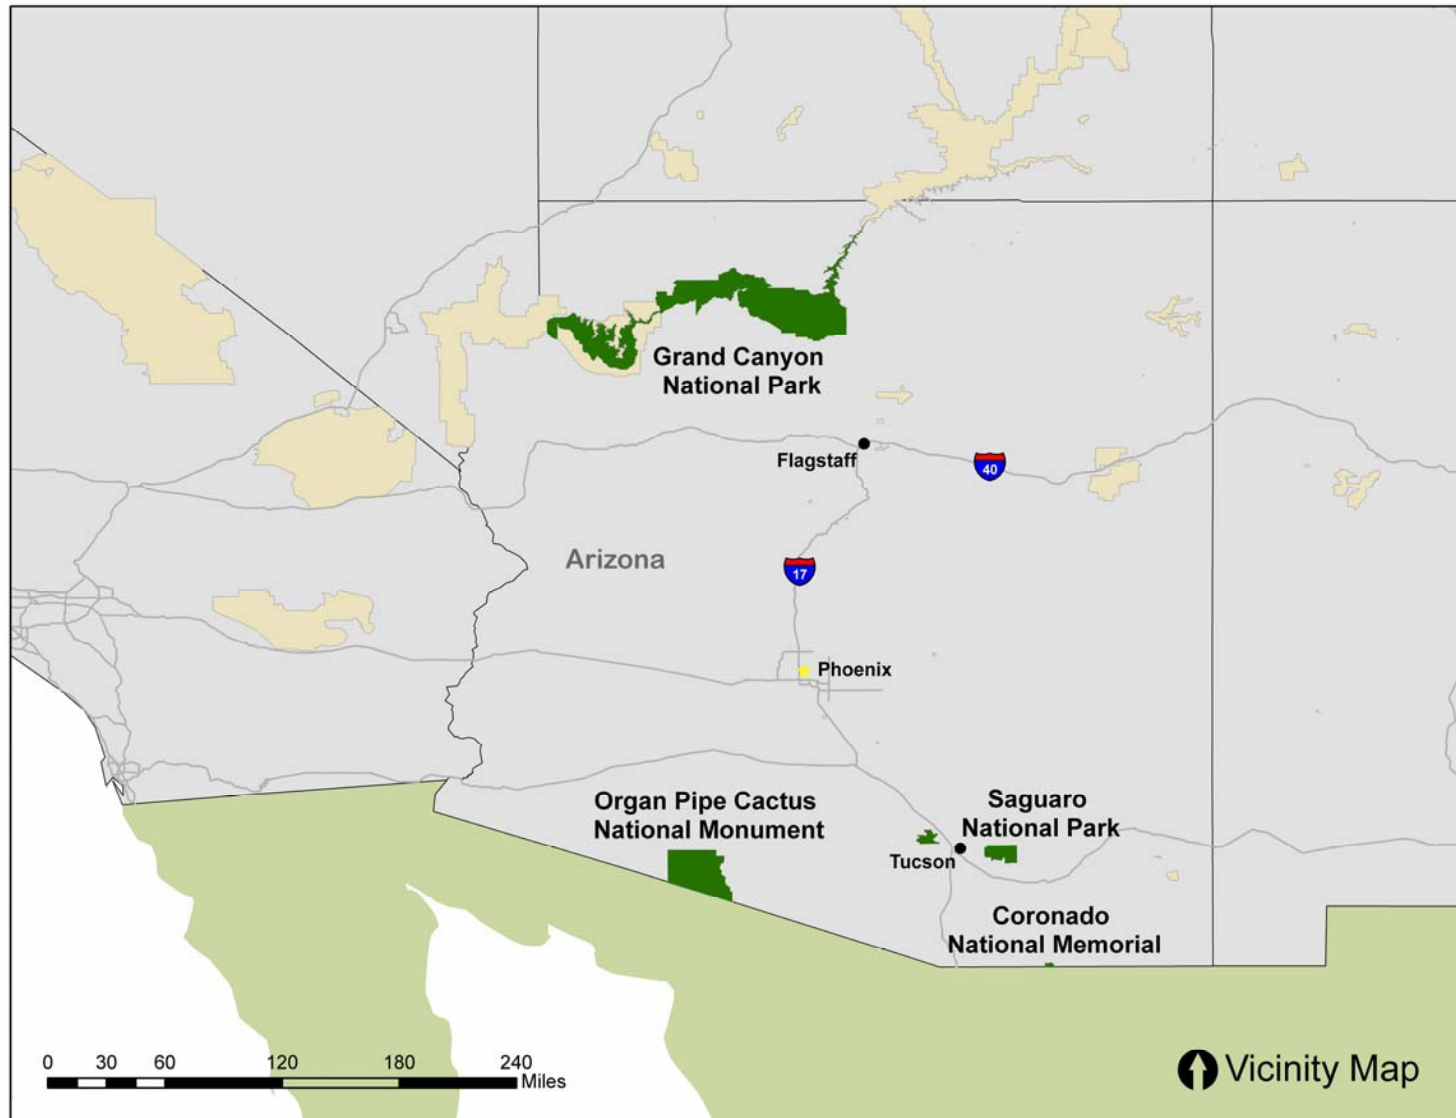 Grand Canyon
National Park
Flagstaff
40
Arizona
17
Phoenix
Organ Pipe Cactus
National Monument
Saguaro
National Park
Tucson
Coronado
National Memorial
0 30 60 120 180 240
Miles
Vicinity Map